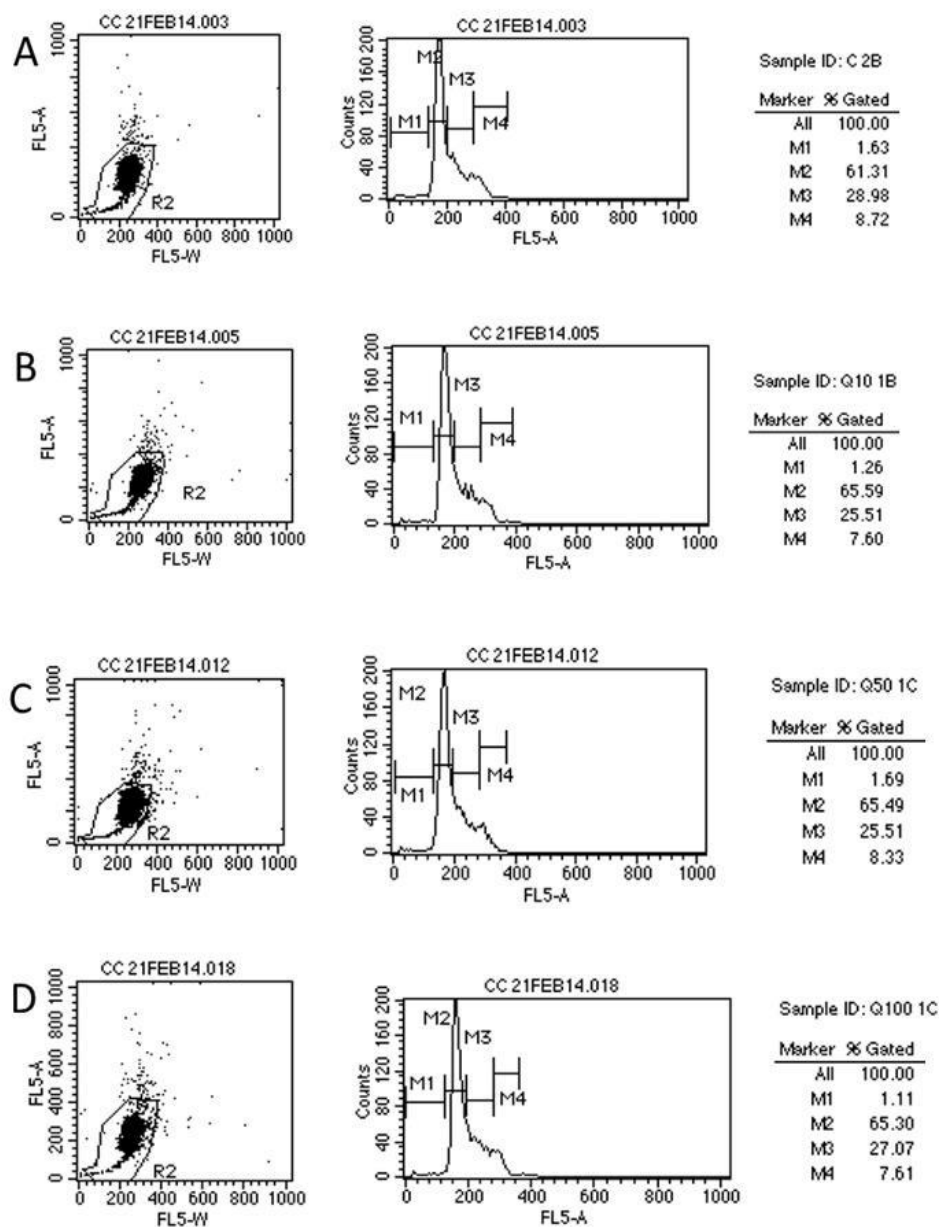 A
CC 21FEB14.003
FL5-A
0
1000
R2
0 200 400 600 800 1000
FL5-W
CC 21FEB14.003
Counts
0 40 80 120 160 200
M1
M2
M3
M4
0 200 400 600 800 1000
FL5-A
Sample ID: C 2B
Marker % Gated
All 100.00
M1 1.63
M2 61.31
M3 28.98
M4 8.72
B
CC 21FEB14.005
FL5-A
0
1000
R2
0 200 400 600 800 1000
FL5-W
CC 21FEB14.005
Counts
0 40 80 120 160 200
M1
M3
M4
0 200 400 600 800 1000
FL5-A
Sample ID: Q10 1B
Marker % Gated
All 100.00
M1 1.26
M2 65.59
M3 25.51
M4 7.60
C
CC 21FEB14.012
FL5-A
0
1000
R2
0 200 400 600 800 1000
FL5-W
CC 21FEB14.012
Counts
0 40 80 120 160 200
M2
M3
M1
M4
0 200 400 600 800 1000
FL5-A
Sample ID: Q50 1C
Marker % Gated
All 100.00
M1 1.69
M2 65.49
M3 25.51
M4 8.33
D
CC 21FEB14.018
FL5-A
0 200 400 600 800 1000
R2
0 200 400 600 800 1000
FL5-W
CC 21FEB14.018
Counts
0 40 80 120 160 200
M2
M3
M1
M4
0 200 400 600 800 1000
FL5-A
Sample ID: Q100 1C
Marker % Gated
All 100.00
M1 1.11
M2 65.30
M3 27.07
M4 7.61